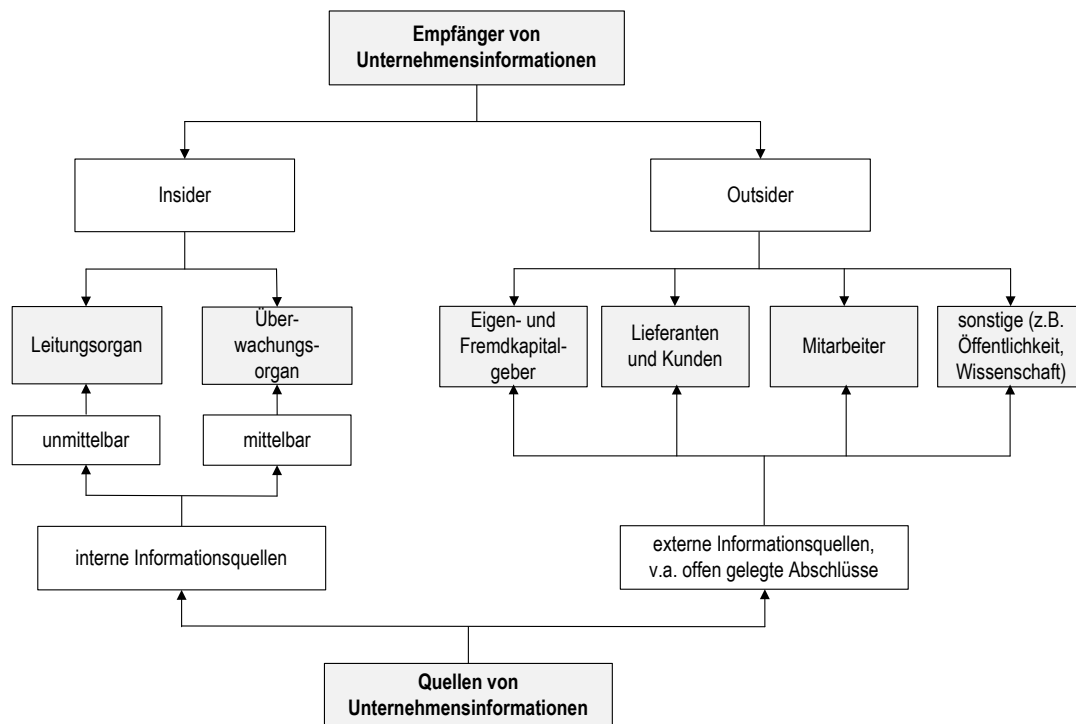 Empfänger von
Unternehmensinformationen
Insider
Outsider
Leitungsorgan
Über-
wachungs-
organ
Eigen- und
Fremdkapital-
geber
Lieferanten
und Kunden
Mitarbeiter
sonstige (z.B.
Öffentlichkeit,
Wissenschaft)
unmittelbar
mittelbar
interne Informationsquellen
externe Informationsquellen,
v.a. offen gelegte Abschlüsse
Quellen von
Unternehmensinformationen